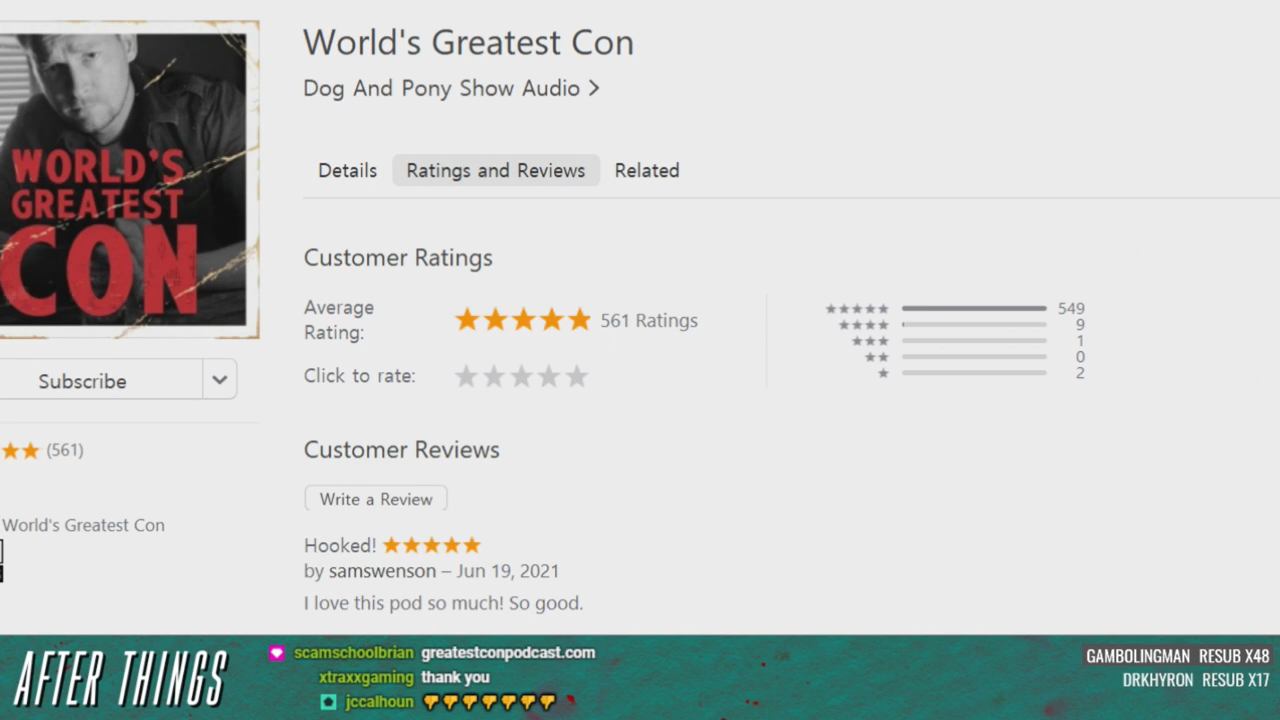 World's Greatest Con
Dog And Pony Show Audio
Details Ratings and Reviews Related
WORLD'S
GREATEST
CON
Customer Ratings
Average
Rating:
561 Ratings
549
9
1
0
2
Click to rate:
Subscribe
(561)
Customer Reviews
Write a Review
World's Greatest Con
Hooked!
by samswenson – Jun 19, 2021
I love this pod so much! So good.
AFTER THINGS
scamschoolbrian greatestconpodcast.com
xtraxxgaming thank you
jccalhoun
GAMBOLINGMAN RESUB X48
DRKHYRON RESUB X17